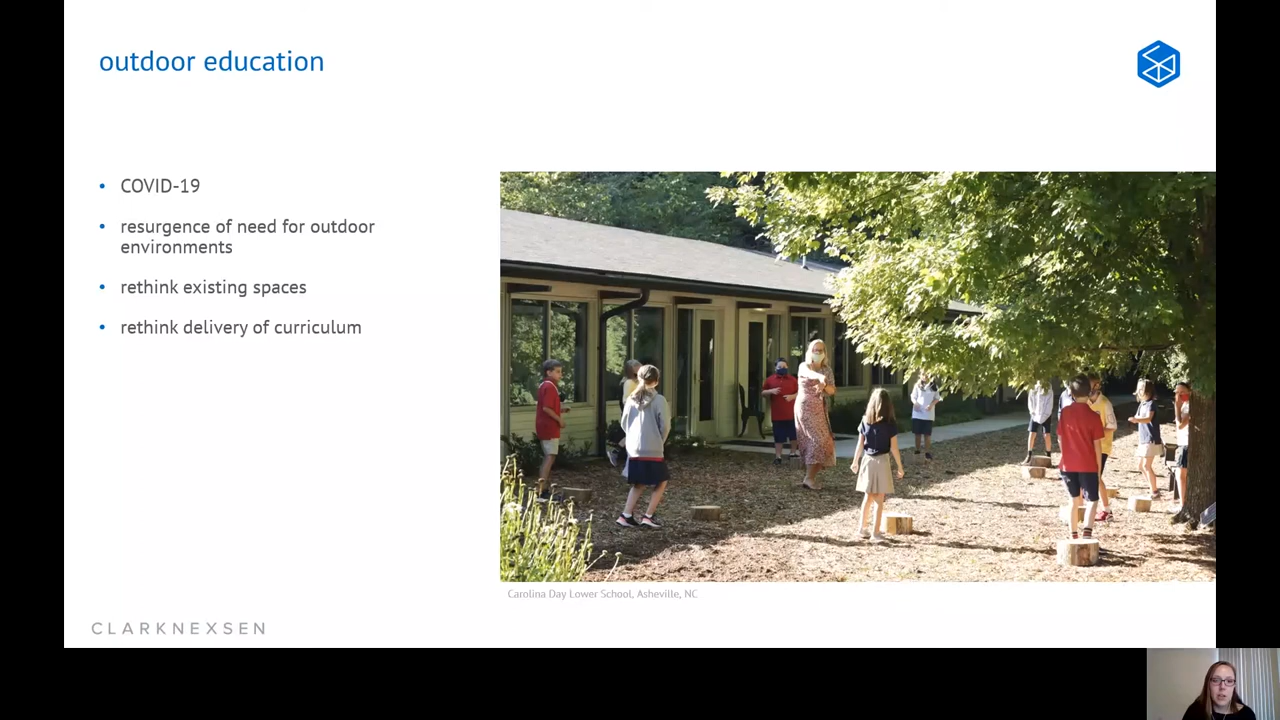 outdoor education
• COVID-19
• resurgence of need for outdoor
environments
• rethink existing spaces
• rethink delivery of curriculum
Carolina Day Lower School, Asheville, NC
CLARKNEXSEN